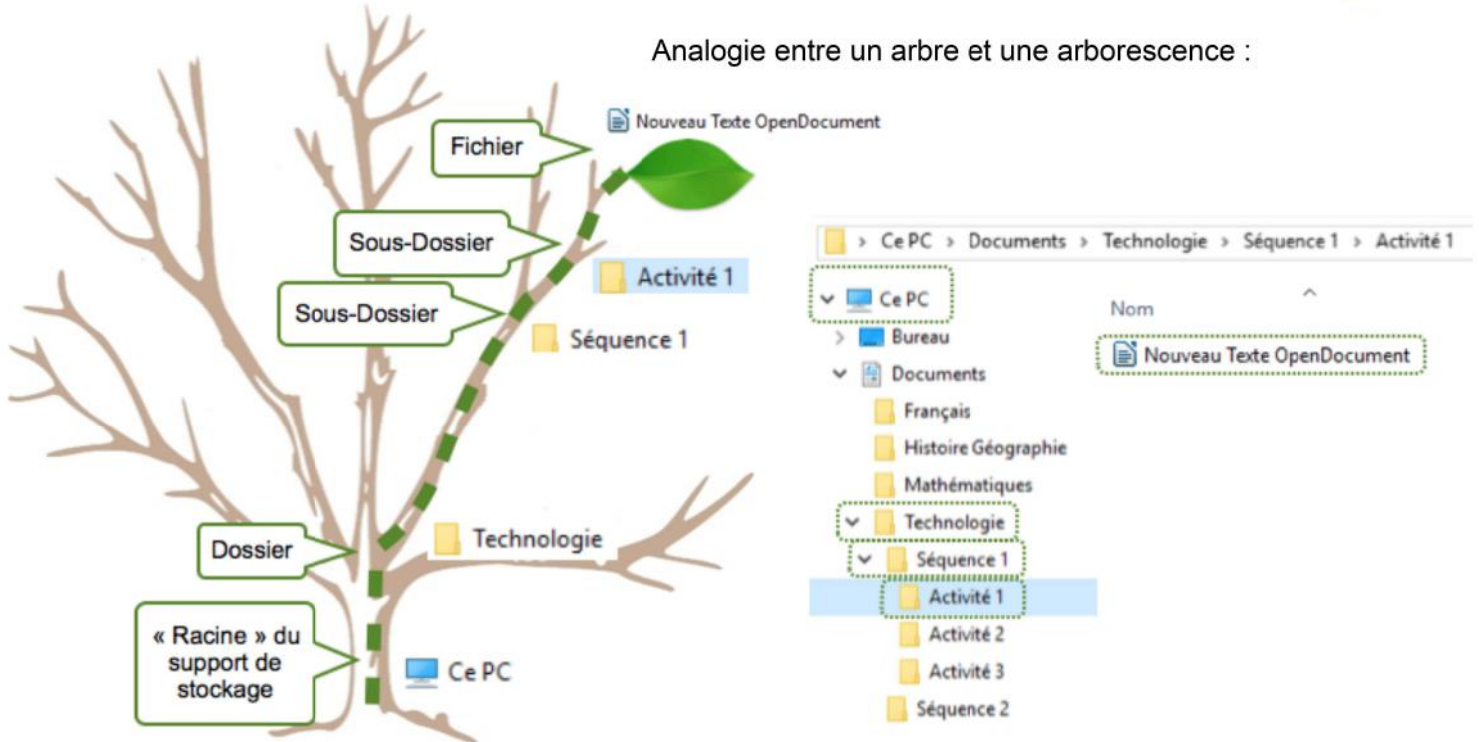 Analogie entre un arbre et une arborescence :
Nouveau Texte OpenDocument
Fichier
Sous-Dossier
Activité 1
Sous-Dossier
Séquence 1
Dossier
Technologie
« Racine » du
support de
stockage
Ce PC
> Ce PC > Documents > Technologie > Séquence 1 > Activité 1
Ce PC
Bureau
Documents
Français
Histoire Géographie
Mathématiques
Technologie
Séquence 1
Activité 1
Activité 2
Activité 3
Séquence 2
Nom
Nouveau Texte OpenDocument